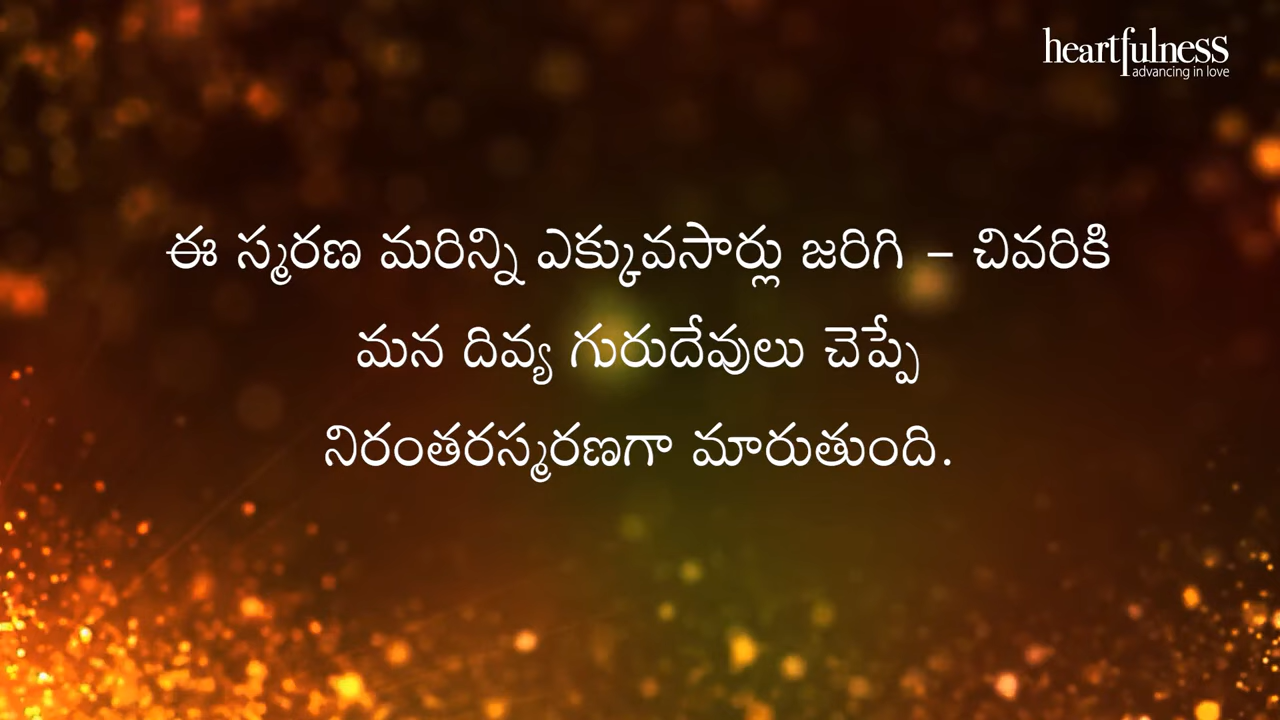 heartfulness
advancing in love
ఈ స్మరణ మరిన్ని ఎక్కువసార్లు జరిగి – చివరికి
మన దివ్య గురుదేవులు చెప్పే
నిరంతరస్మరణగా మారుతుంది.